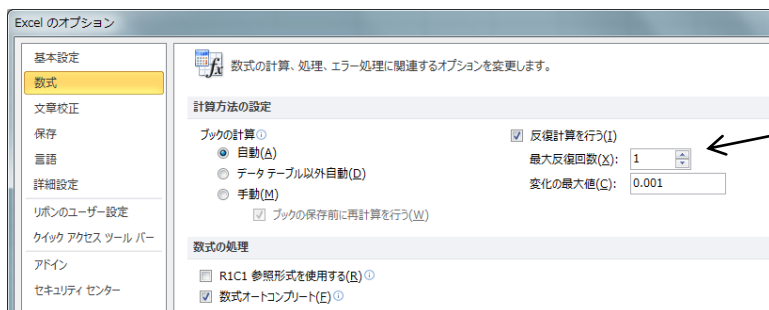 Excel のオプション
基本設定
数式
文章校正
保存
言語
詳細設定
リボンのユーザー設定
クイック アクセス ツール バー
アドイン
セキュリティ センター
数式の計算、処理、エラー処理に関連するオプションを変更します。
計算方法の設定
ブックの計算
自動(A)
データ テーブル以外自動(D)
手動(M)
ブックの保存前に再計算を行う(W)
反復計算を行う(I)
最大反復回数(X): 1
変化の最大値(C): 0.001
数式の処理
R1C1 参照形式を使用する(R)
数式オートコンプリート(F)